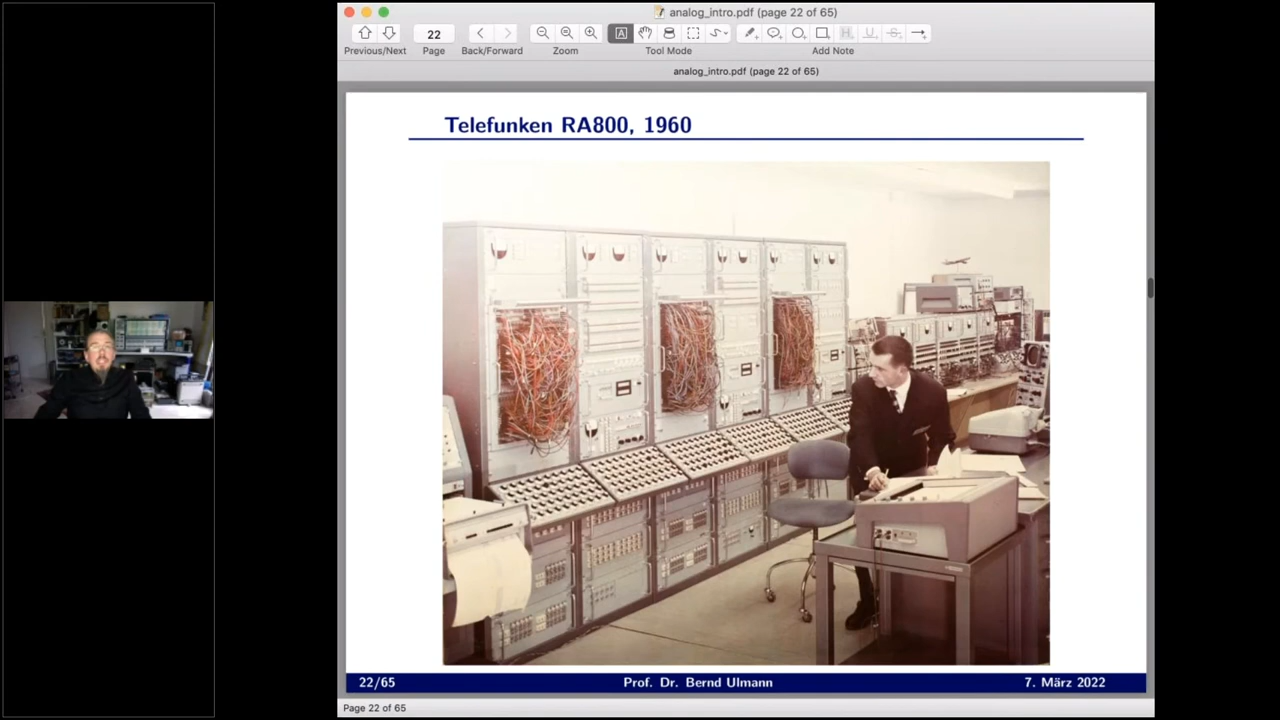 analog_intro.pdf (page 22 of 65)
22
Previous/Next Page Back/Forward Zoom Tool Mode Add Note
analog_intro.pdf (page 22 of 65)
Telefunken RA800, 1960
22/65 Prof. Dr. Bernd Ulmann 7. März 2022
Page 22 of 65